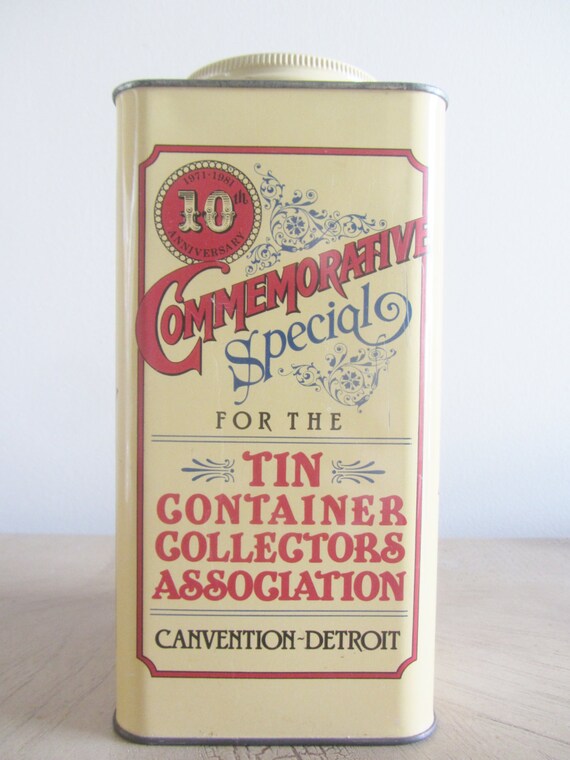 1971-1981
10th
ANNIVERSARY
COMMEMORATIVE
Special
FOR THE
TIN
CONTAINER
COLLECTORS
ASSOCIATION
CANVENTION-DETROIT